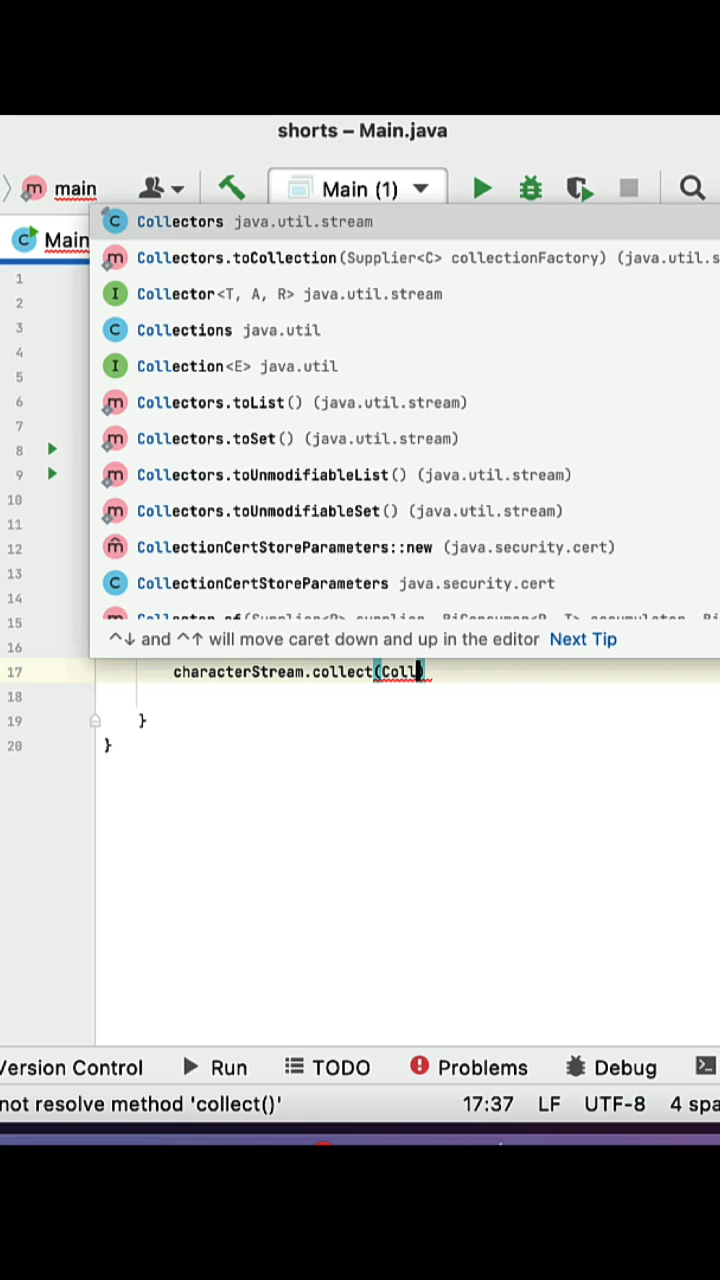 shorts – Main.java
main
Main (1)
Main
C Collectors java.util.stream
m Collectors.toCollection(Supplier<C> collectionFactory) (java.util.s
I Collector<T, A, R> java.util.stream
C Collections java.util
I Collection<E> java.util
m Collectors.toList() (java.util.stream)
m Collectors.toSet() (java.util.stream)
m Collectors.toUnmodifiableList() (java.util.stream)
m Collectors.toUnmodifiableSet() (java.util.stream)
m CollectionCertStoreParameters::new (java.security.cert)
C CollectionCertStoreParameters java.security.cert
^↓ and ^↑ will move caret down and up in the editor Next Tip
1
2
3
4
5
6
7
8
9
10
11
12
13
14
15
16
17 characterStream.collect(Coll)
18
19 }
20 }
Version Control Run TODO Problems Debug
not resolve method 'collect()' 17:37 LF UTF-8 4 spa